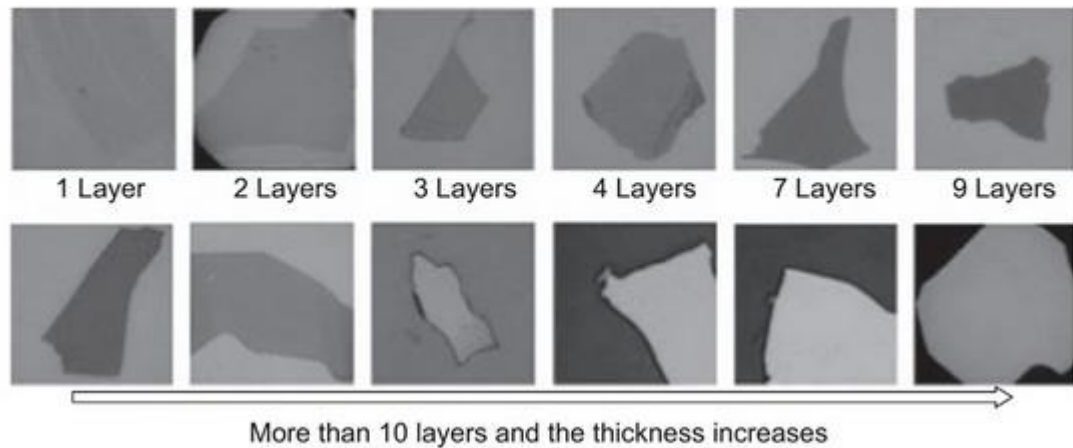 1 Layer 2 Layers 3 Layers 4 Layers 7 Layers 9 Layers
More than 10 layers and the thickness increases